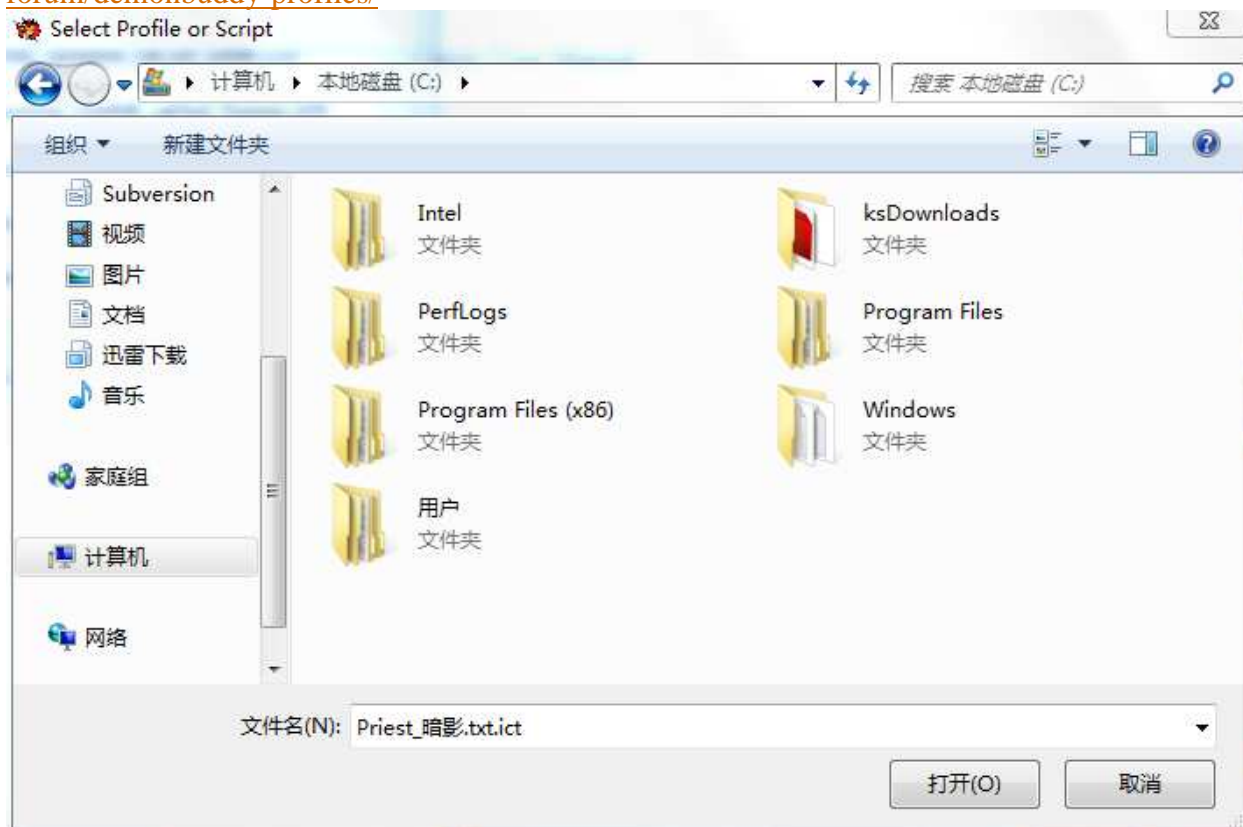 forum/demonbuddy-profiles/
Select Profile or Script
计算机 本地磁盘 (C:)
搜索 本地磁盘 (C:)
组织 新建文件夹
Subversion
视频
图片
文档
迅雷下载
音乐
家庭组
计算机
网络
Intel
文件夹
ksDownloads
文件夹
PerfLogs
文件夹
Program Files
文件夹
Program Files (x86)
文件夹
Windows
文件夹
用户
文件夹
文件名(N): Priest_暗影.txt.ict
打开(O) 取消